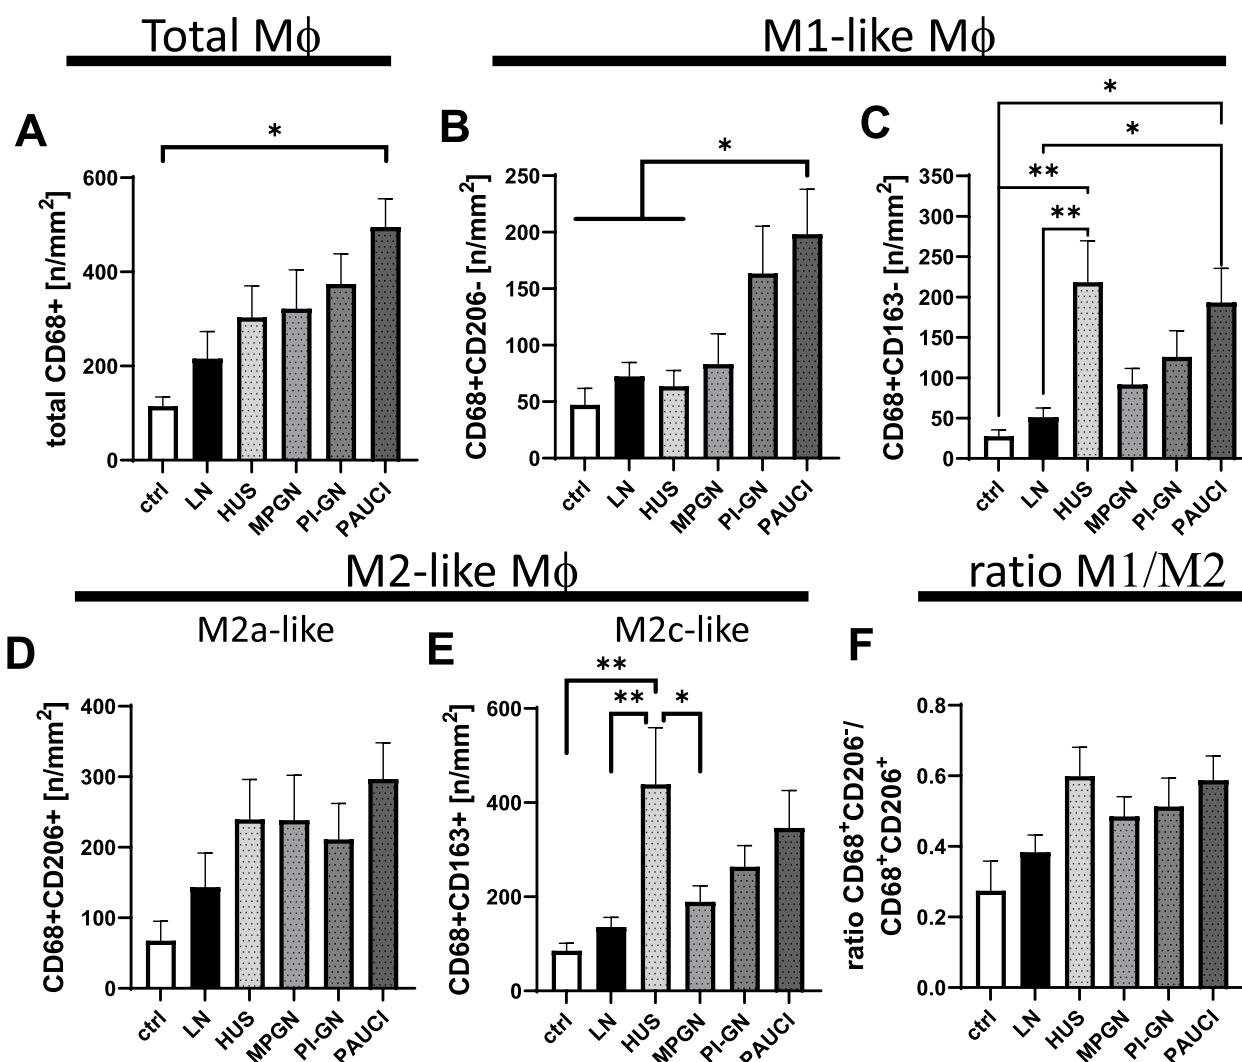 Total Mϕ
M1-like Mϕ
A
*
total CD68+ [n/mm²]
600
400
200
0
ctrl
LN
HUS
MPGN
PI-GN
PAUCI
B
*
CD68+CD206- [n/mm²]
250
200
150
100
50
0
ctrl
LN
HUS
MPGN
PI-GN
PAUCI
C
*
*
**
**
CD68+CD163- [n/mm²]
350
300
250
200
150
100
50
0
ctrl
LN
HUS
MPGN
PI-GN
PAUCI
M2-like Mϕ
ratio M1/M2
M2a-like
M2c-like
D
CD68+CD206+ [n/mm²]
400
300
200
100
0
ctrl
LN
HUS
MPGN
PI-GN
PAUCI
E
**
**
*
CD68+CD163+ [n/mm²]
600
400
200
0
ctrl
LN
HUS
MPGN
PI-GN
PAUCI
F
ratio CD68⁺CD206⁻/
CD68⁺CD206⁺
0.8
0.6
0.4
0.2
0.0
ctrl
LN
HUS
MPGN
PI-GN
PAUCI